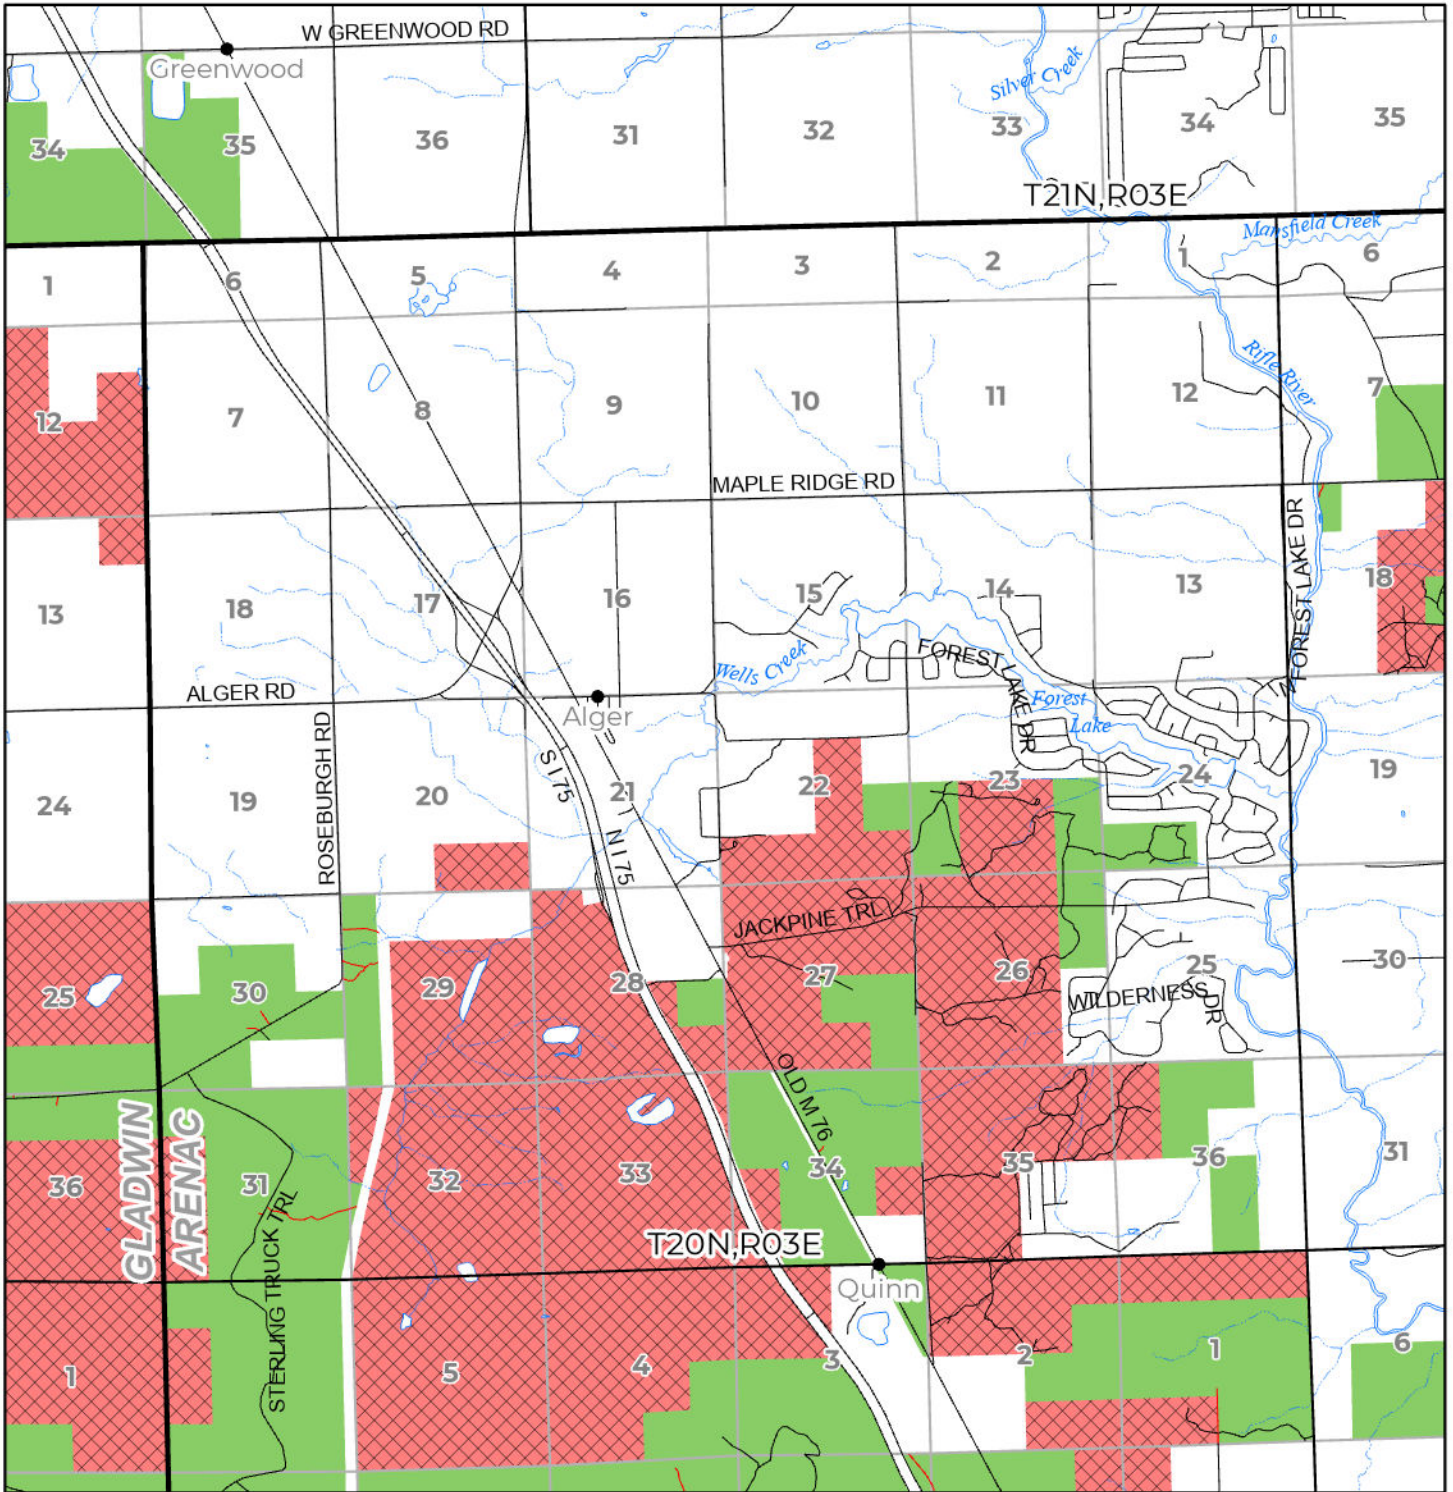 W GREENWOOD RD
Greenwood
Silver Creek
34
35
36
31
32
33
34
35
T21N,R03E
Mansfield Creek
1
6
5
4
3
2
1
6
Rifle River
12
7
8
9
10
11
12
7
MAPLE RIDGE RD
FOREST LAKE DR
13
18
17
16
15
14
13
18
Wells Creek
FOREST LAKE DR
ALGER RD
Alger
Forest
Lake
ROSEBURGH RD
S I 75
N I 75
24
19
20
21
22
23
24
19
JACKPINE TRL
25
30
29
28
27
26
25
30
WILDERNESS DR
OLD M 76
GLADWIN
ARENAC
36
31
32
33
34
35
36
31
STERLING TRUCK TRL
T20N,R03E
Quinn
1
5
4
3
2
1
6